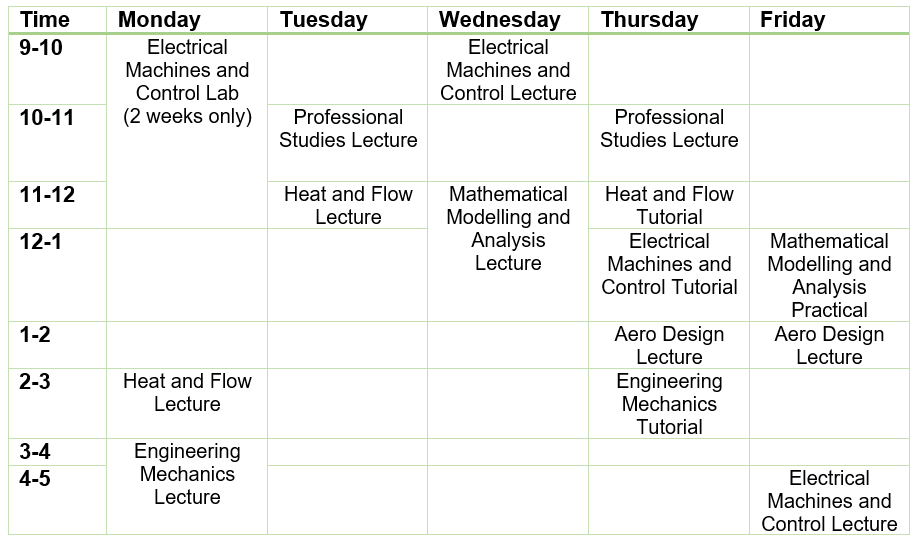 Time Monday Tuesday Wednesday Thursday Friday
9-10
Electrical
Machines and
Control Lab
(2 weeks only)
Electrical
Machines and
Control Lecture
10-11
Professional
Studies Lecture
Professional
Studies Lecture
11-12
Heat and Flow
Lecture
Mathematical
Modelling and
Analysis
Lecture
Heat and Flow
Tutorial
12-1
Electrical
Machines and
Control Tutorial
Mathematical
Modelling and
Analysis
Practical
1-2
Aero Design
Lecture
Aero Design
Lecture
2-3
Heat and Flow
Lecture
Engineering
Mechanics
Tutorial
3-4
Engineering
Mechanics
Lecture
4-5
Electrical
Machines and
Control Lecture